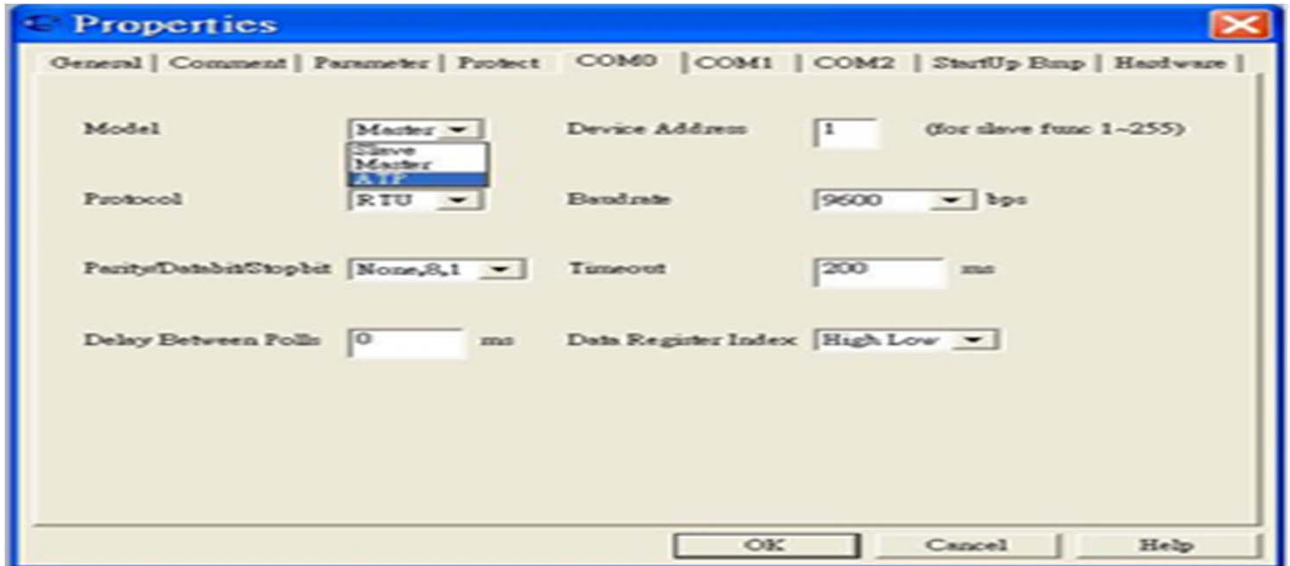 Properties
General | Comment | Parameter | Protect COM0 | COM1 | COM2 | StartUp Bmp | Hardware |
Model Master Device Address 1 (for slave func 1~255)
Slave
Master
ATP
Protocol RTU Baudrate 9600 bps
Parity/Databit/Stopbit None,8,1 Timeout 200 ms
Delay Between Polls 0 ms Data Register Index High Low
OK Cancel Help